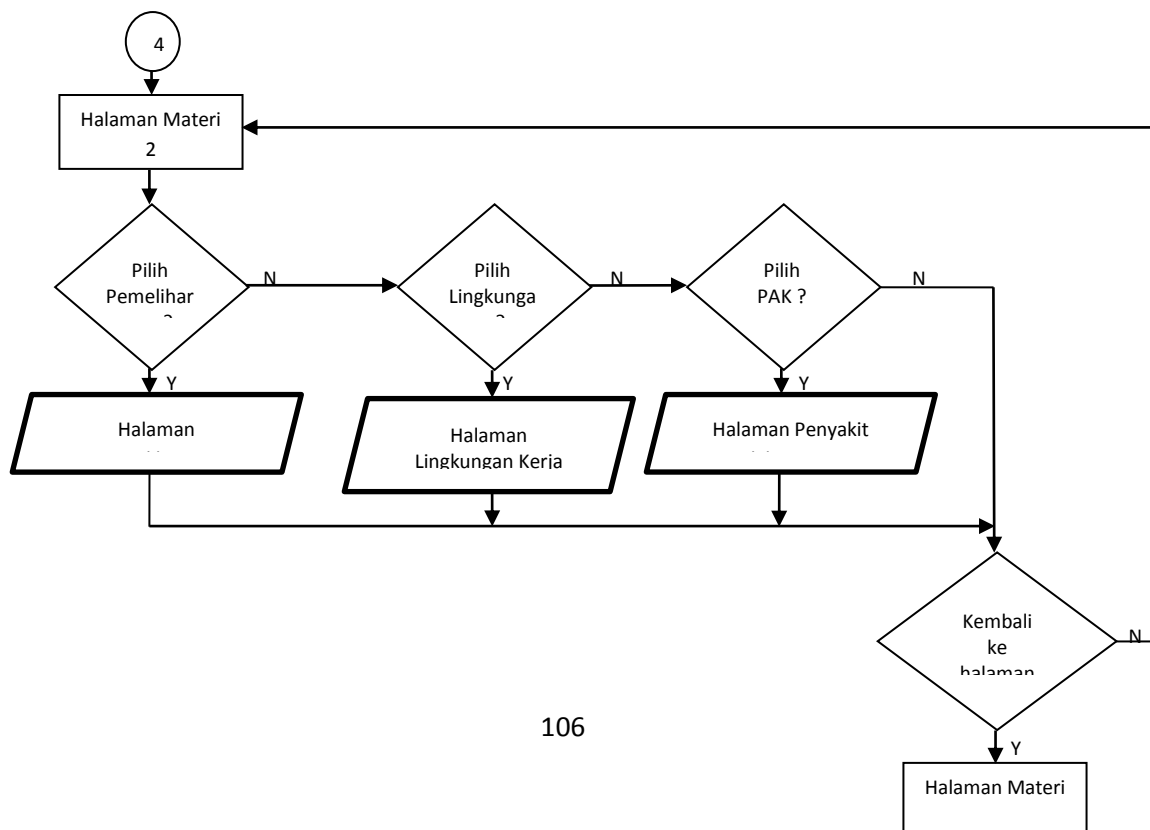 4
Halaman Materi
2
Pilih
Pemelihar
N
Pilih
Lingkunga
N
Pilih
PAK ?
N
Y
Y
Y
Halaman
Halaman
Lingkungan Kerja
Halaman Penyakit
Kembali
ke
halaman
N
106
Y
Halaman Materi